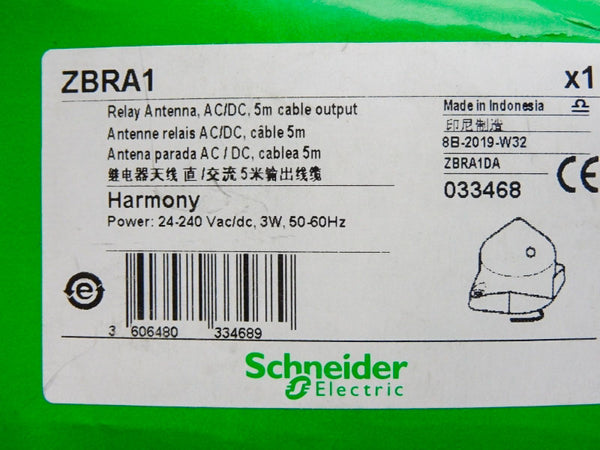 ZBRA1
x1
Relay Antenna, AC/DC, 5m cable output
Antenne relais AC/DC, câble 5m
Antena parada AC / DC, cablea 5m
继电器天线 直/交流 5米输出线缆
Harmony
Power: 24-240 Vac/dc, 3W, 50-60Hz
Made in Indonesia
印尼制造
8B-2019-W32
ZBRA1DA
033468
CE
e
3 606480 334689
Schneider
Electric